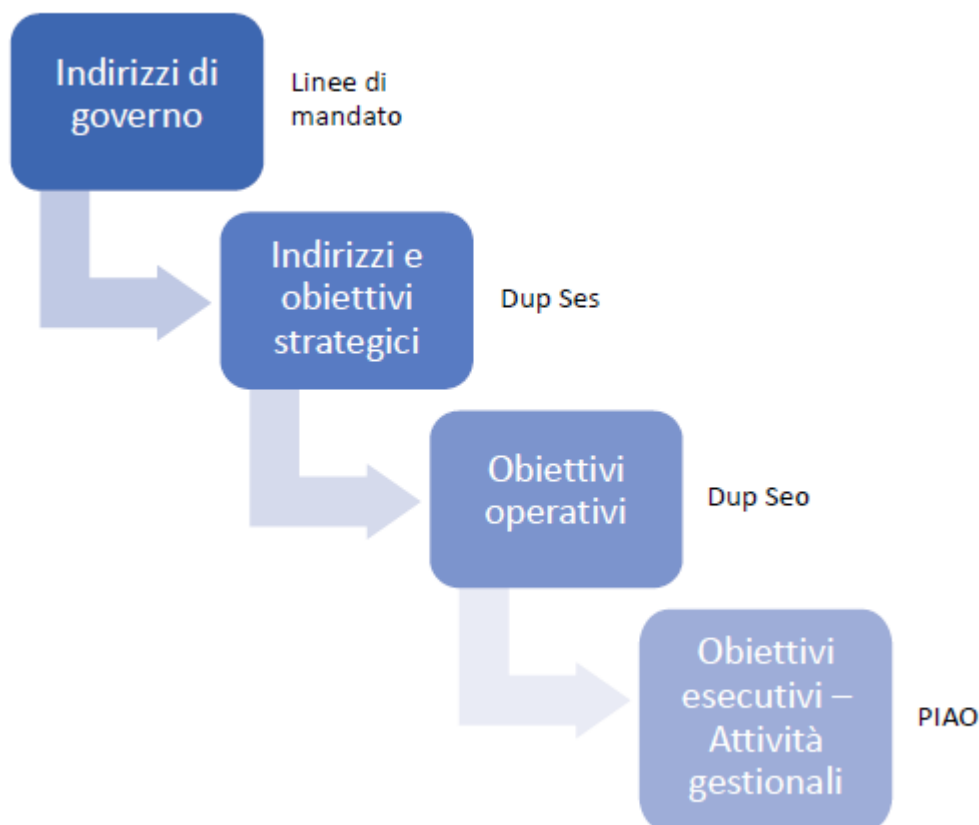 Indirizzi di
governo
Linee di
mandato
Indirizzi e
obiettivi
strategici
Dup Ses
Obiettivi
operativi
Dup Seo
Obiettivi
esecutivi –
Attività
gestionali
PIAO